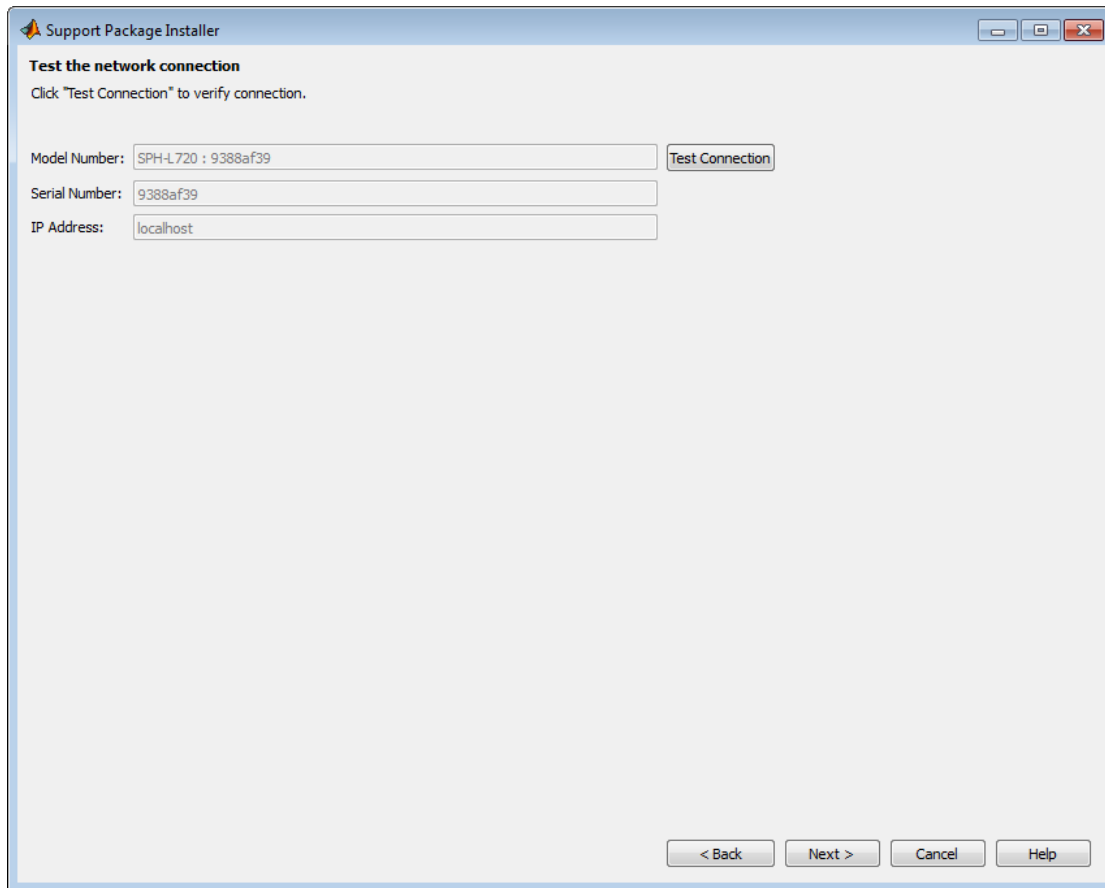 Support Package Installer
Test the network connection
Click "Test Connection" to verify connection.
Model Number: SPH-L720 : 9388af39 Test Connection
Serial Number: 9388af39
IP Address: localhost
< Back Next > Cancel Help